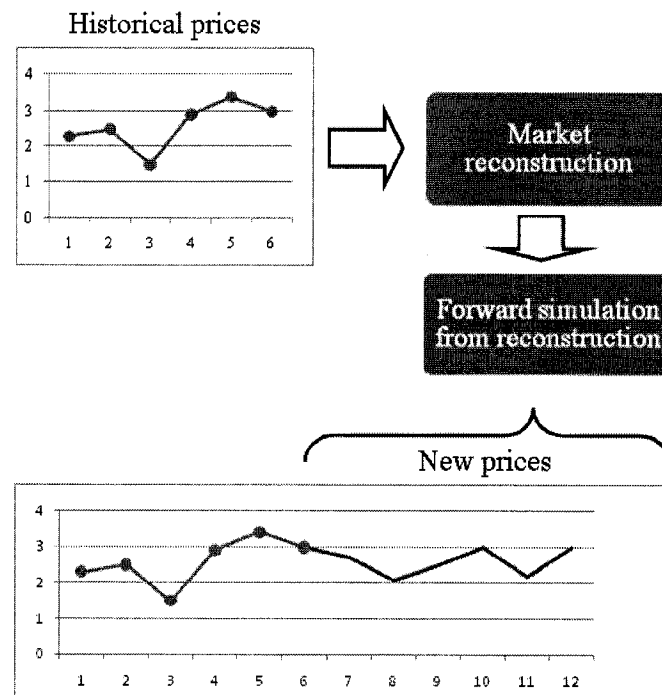 Historical prices
4
3
2
1
0
1 2 3 4 5 6
Market
reconstruction
Forward simulation
from reconstruction
New prices
4
3
2
1
0
1 2 3 4 5 6 7 8 9 10 11 12